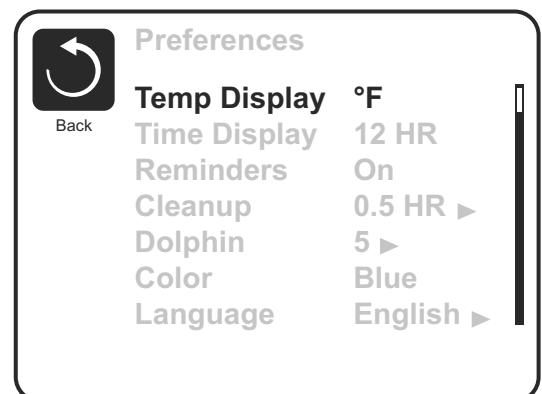 Preferences
Back
Temp Display °F
Time Display 12 HR
Reminders On
Cleanup 0.5 HR ▶
Dolphin 5 ▶
Color Blue
Language English ▶